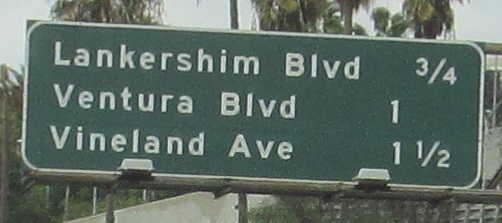 Lankershim Blvd 3/4
Ventura Blvd 1
Vineland Ave 1 1/2